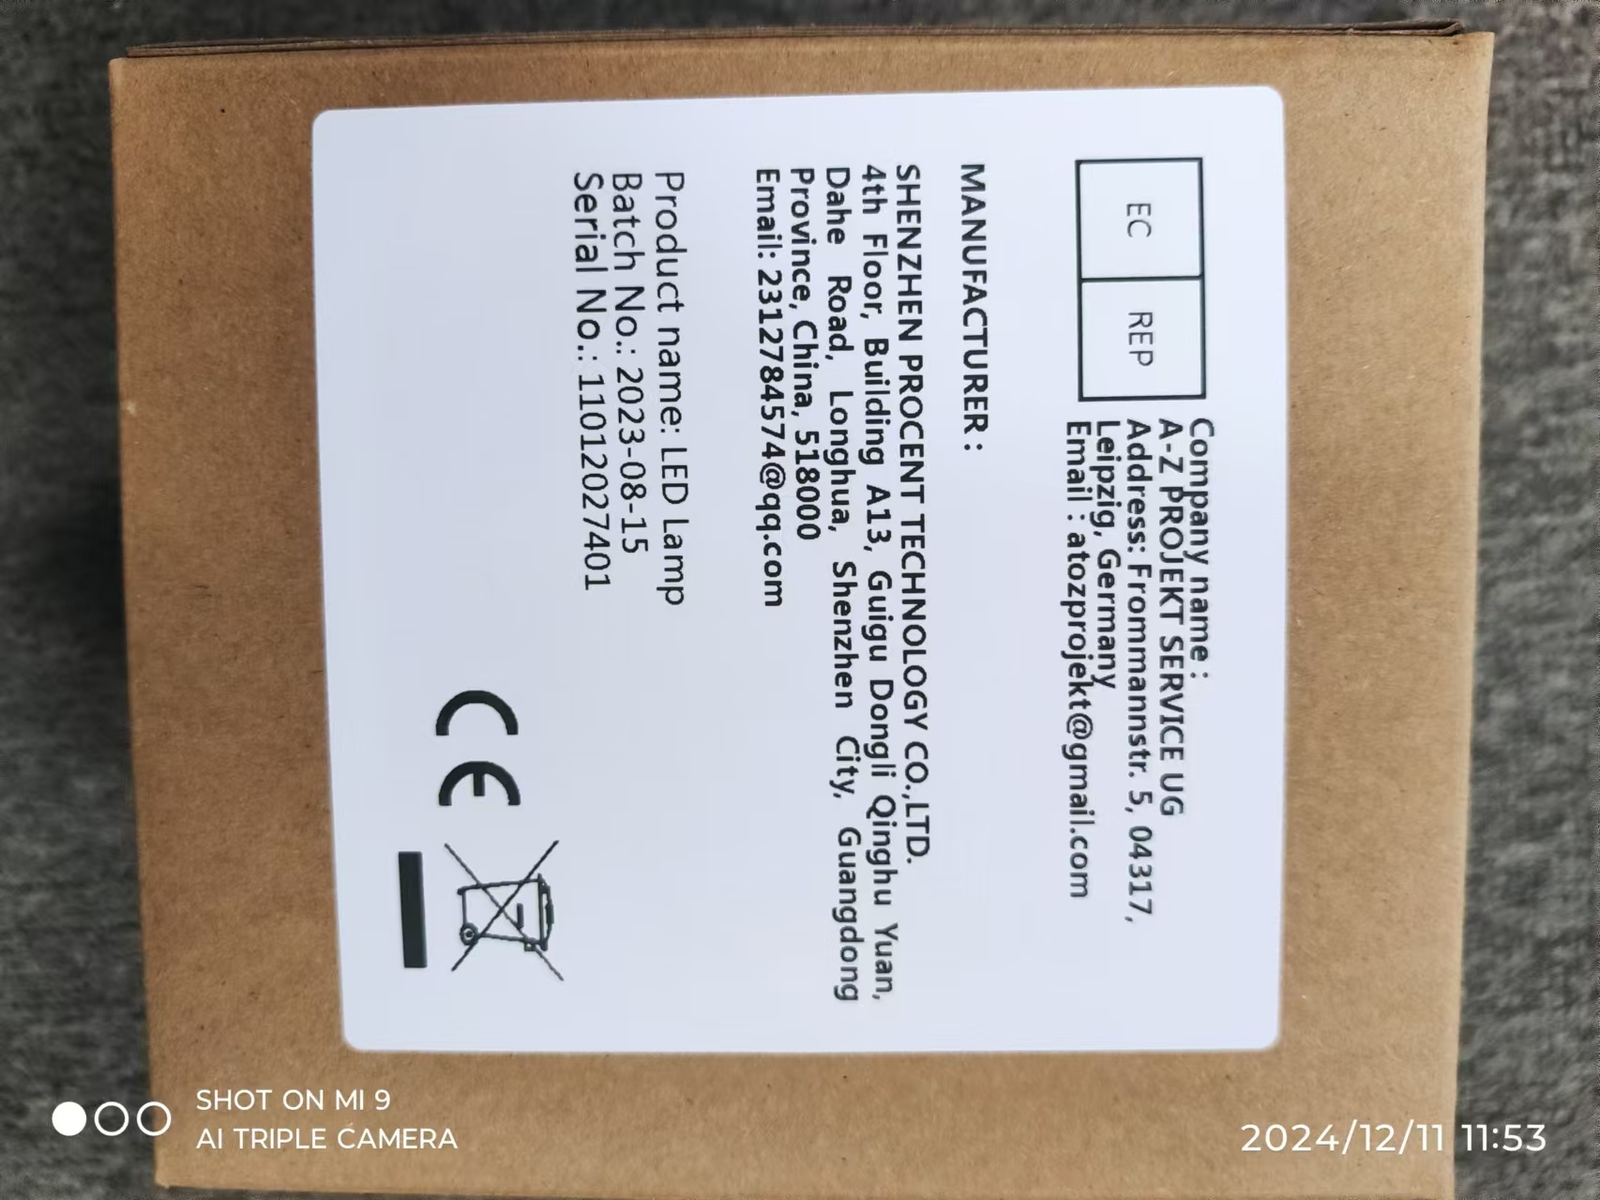 EC REP
Company name :
A-Z PROJEKT SERVICE UG
Address: Frommannstr. 5, 04317,
Leipzig, Germany
Email : atozprojekt@gmail.com
MANUFACTURER :
SHENZHEN PROCENT TECHNOLOGY CO.,LTD.
4th Floor, Building A13, Guigu Dongli Qinghu Yuan,
Dahe Road, Longhua, Shenzhen City, Guangdong
Province, China, 518000
Email: 2312784574@qq.com
Product name: LED Lamp
Batch No.: 2023-08-15
Serial No.: 11012027401
CE
SHOT ON MI 9
AI TRIPLE CAMERA
2024/12/11 11:53